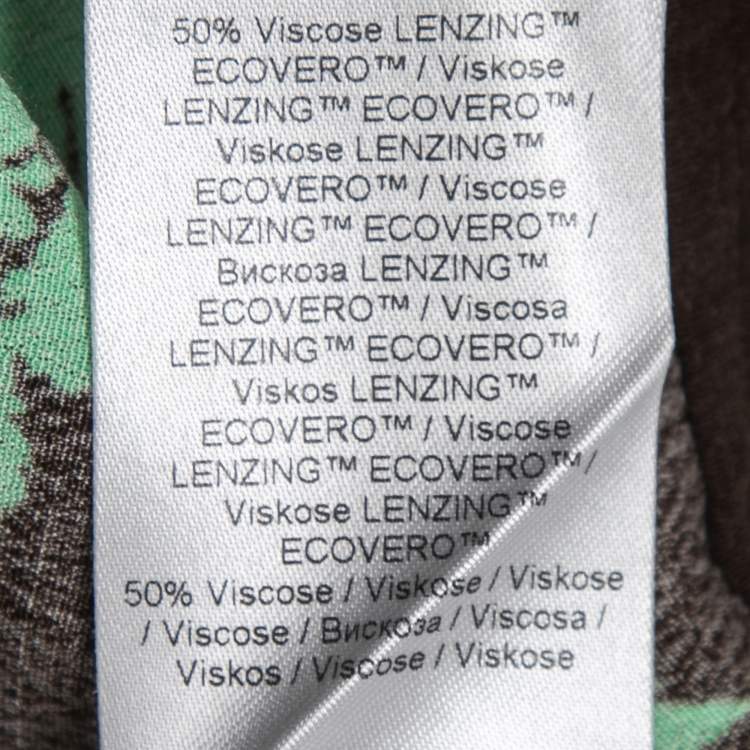 50% Viscose LENZING™
ECOVERO™ / Viskose
LENZING™ ECOVERO™ /
Viskose LENZING™
ECOVERO™ / Viscose
LENZING™ ECOVERO™ /
Вискоза LENZING™
ECOVERO™ / Viscosa
LENZING™ ECOVERO™ /
Viskos LENZING™
ECOVERO™ / Viscose
LENZING™ ECOVERO™ /
Viskose LENZING™
ECOVERO™
50% Viscose / Viskose / Viskose
/ Viscose / Вискоза / Viscosa /
Viskos / Viscose / Viskose